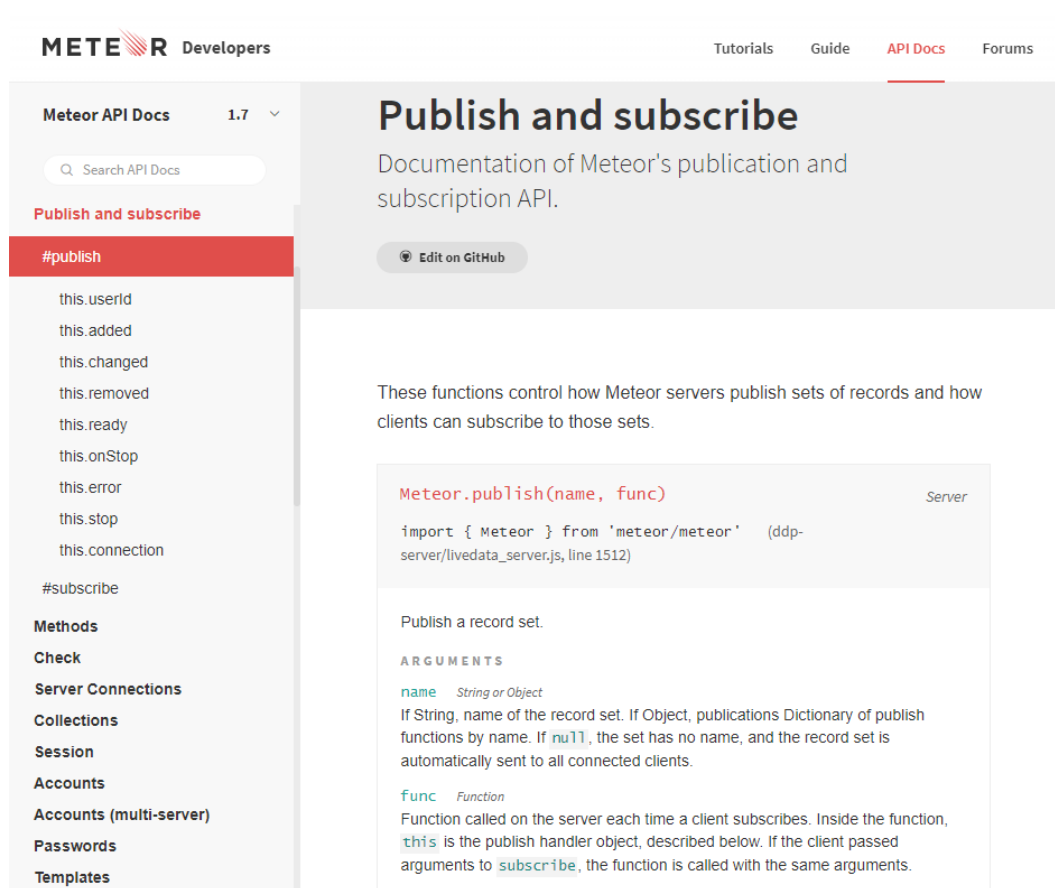 METEOR Developers
Tutorials Guide API Docs Forums
Meteor API Docs 1.7
Search API Docs
Publish and subscribe
#publish
this.userId
this.added
this.changed
this.removed
this.ready
this.onStop
this.error
this.stop
this.connection
#subscribe
Methods
Check
Server Connections
Collections
Session
Accounts
Accounts (multi-server)
Passwords
Templates
Publish and subscribe
Documentation of Meteor's publication and
subscription API.
Edit on GitHub
These functions control how Meteor servers publish sets of records and how
clients can subscribe to those sets.
Meteor.publish(name, func) Server
import { Meteor } from 'meteor/meteor' (ddp-
server/livedata_server.js, line 1512)
Publish a record set.
ARGUMENTS
name String or Object
If String, name of the record set. If Object, publications Dictionary of publish
functions by name. If null, the set has no name, and the record set is
automatically sent to all connected clients.
func Function
Function called on the server each time a client subscribes. Inside the function,
this is the publish handler object, described below. If the client passed
arguments to subscribe, the function is called with the same arguments.